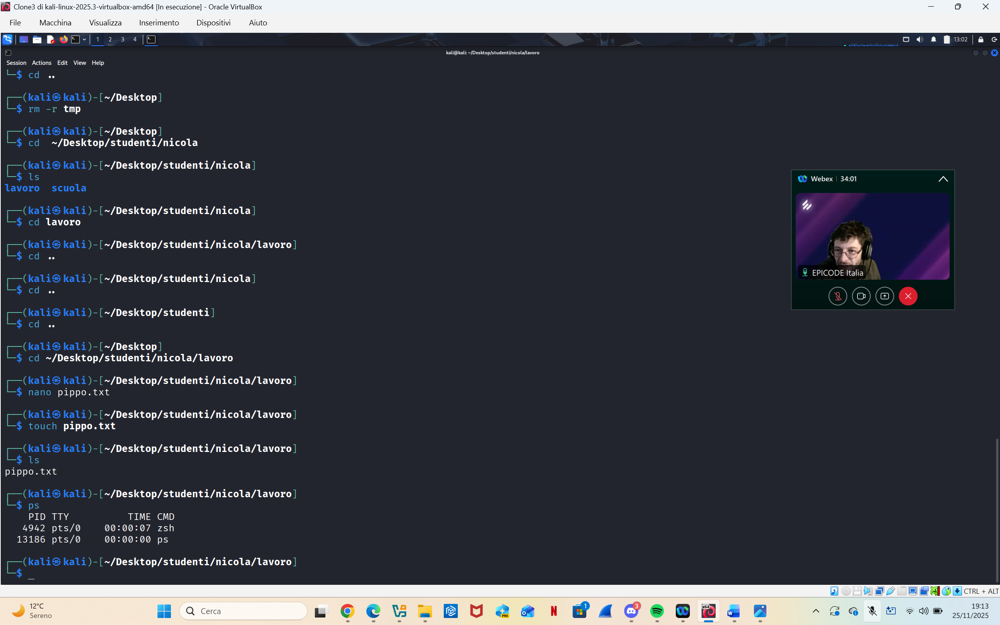 Clone3 di kali-linux-2025.3-virtualbox-amd64 [In esecuzione] - Oracle VirtualBox
File Macchina Visualizza Inserimento Dispositivi Aiuto
1 2 3 4 13:02
kali@kali: ~/Desktop/studenti/nicola/lavoro
Session Actions Edit View Help
└─$ cd ..
┌──(kali㉿kali)-[~/Desktop]
└─$ rm -r tmp
┌──(kali㉿kali)-[~/Desktop]
└─$ cd  ~/Desktop/studenti/nicola
┌──(kali㉿kali)-[~/Desktop/studenti/nicola]
└─$ ls
lavoro  scuola
┌──(kali㉿kali)-[~/Desktop/studenti/nicola]
└─$ cd lavoro
┌──(kali㉿kali)-[~/Desktop/studenti/nicola/lavoro]
└─$ cd ..
┌──(kali㉿kali)-[~/Desktop/studenti/nicola]
└─$ cd ..
┌──(kali㉿kali)-[~/Desktop/studenti]
└─$ cd ..
┌──(kali㉿kali)-[~/Desktop]
└─$ cd ~/Desktop/studenti/nicola/lavoro
┌──(kali㉿kali)-[~/Desktop/studenti/nicola/lavoro]
└─$ nano pippo.txt
┌──(kali㉿kali)-[~/Desktop/studenti/nicola/lavoro]
└─$ touch pippo.txt
┌──(kali㉿kali)-[~/Desktop/studenti/nicola/lavoro]
└─$ ls
pippo.txt
┌──(kali㉿kali)-[~/Desktop/studenti/nicola/lavoro]
└─$ ps
    PID TTY          TIME CMD
   4942 pts/0    00:00:07 zsh
  13186 pts/0    00:00:00 ps
┌──(kali㉿kali)-[~/Desktop/studenti/nicola/lavoro]
└─$ _
Webex | 34:01
EPICODE Italia
CTRL + ALT
12°C
Sereno
Cerca
PRE
N
1
3
x64
W
19:13
25/11/2025